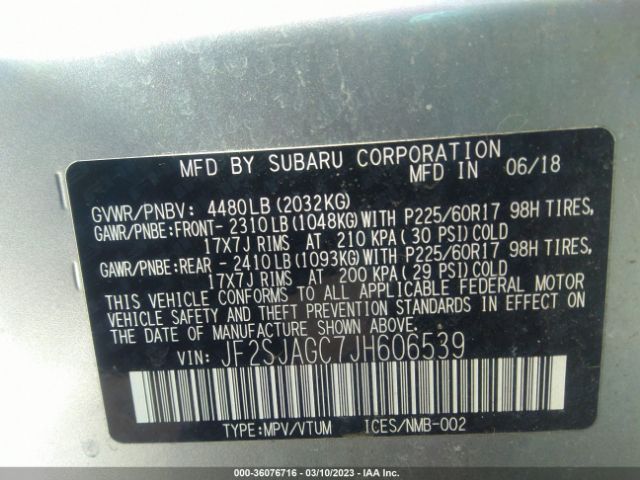 MFD BY SUBARU CORPORATION
MFD IN 06/18
GVWR/PNBV: 4480LB (2032KG)
GAWR/PNBE:FRONT- 2310LB(1048KG)WITH P225/60R17 98H TIRES,
17X7J RIMS AT 210 KPA(30 PSI)COLD
GAWR/PNBE:REAR - 2410LB(1093KG)WITH P225/60R17 98H TIRES,
17X7J RIMS AT 200 KPA(29 PSI)COLD
THIS VEHICLE CONFORMS TO ALL APPLICABLE FEDERAL MOTOR
VEHICLE SAFETY AND THEFT PREVENTION STANDARDS IN EFFECT ON
THE DATE OF MANUFACTURE SHOWN ABOVE.
VIN: JF2SJAGC7JH606539
TYPE:MPV/VTUM ICES/NMB-002
000-36076716 - 03/10/2023 - IAA Inc.